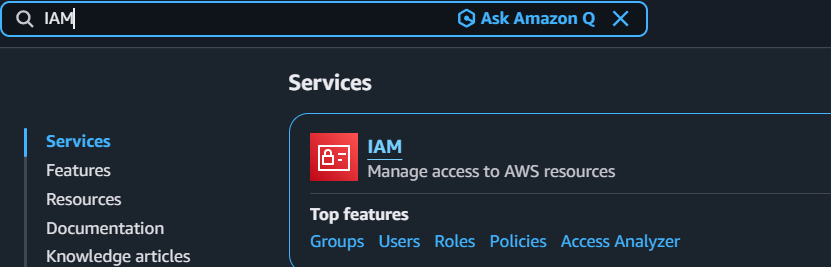 IAM
Ask Amazon Q
Services
Services
Features
Resources
Documentation
Knowledge articles
IAM
Manage access to AWS resources
Top features
Groups Users Roles Policies Access Analyzer